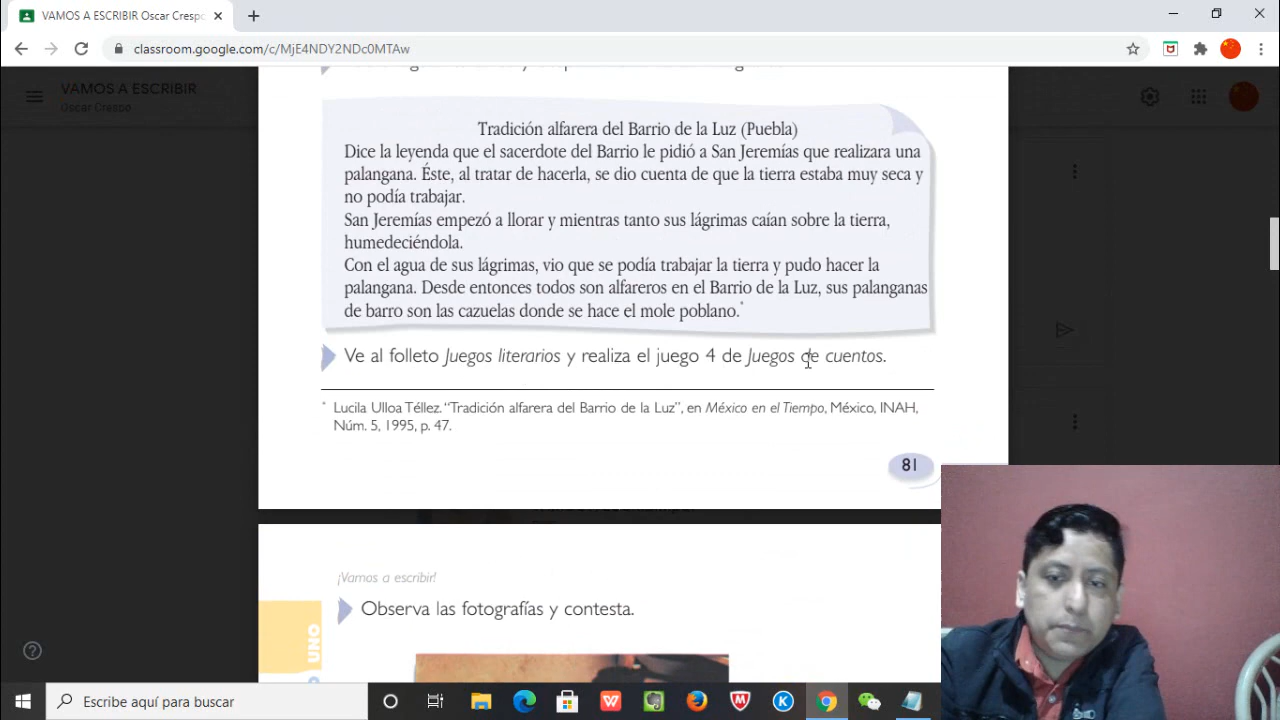 VAMOS A ESCRIBIR Oscar Crespo
classroom.google.com/c/MjE4NDY2NDc0MTAw
VAMOS A ESCRIBIR
Oscar Crespo
Tradición alfarera del Barrio de la Luz (Puebla)
Dice la leyenda que el sacerdote del Barrio le pidió a San Jeremías que realizara una
palangana. Éste, al tratar de hacerla, se dio cuenta de que la tierra estaba muy seca y
no podía trabajar.
San Jeremías empezó a llorar y mientras tanto sus lágrimas caían sobre la tierra,
humedeciéndola.
Con el agua de sus lágrimas, vio que se podía trabajar la tierra y pudo hacer la
palangana. Desde entonces todos son alfareros en el Barrio de la Luz, sus palanganas
de barro son las cazuelas donde se hace el mole poblano.*
Ve al folleto Juegos literarios y realiza el juego 4 de Juegos de cuentos.
* Lucila Ulloa Téllez. “Tradición alfarera del Barrio de la Luz”, en México en el Tiempo, México, INAH,
Núm. 5, 1995, p. 47.
81
¡Vamos a escribir!
Observa las fotografías y contesta.
UNO
Escribe aquí para buscar